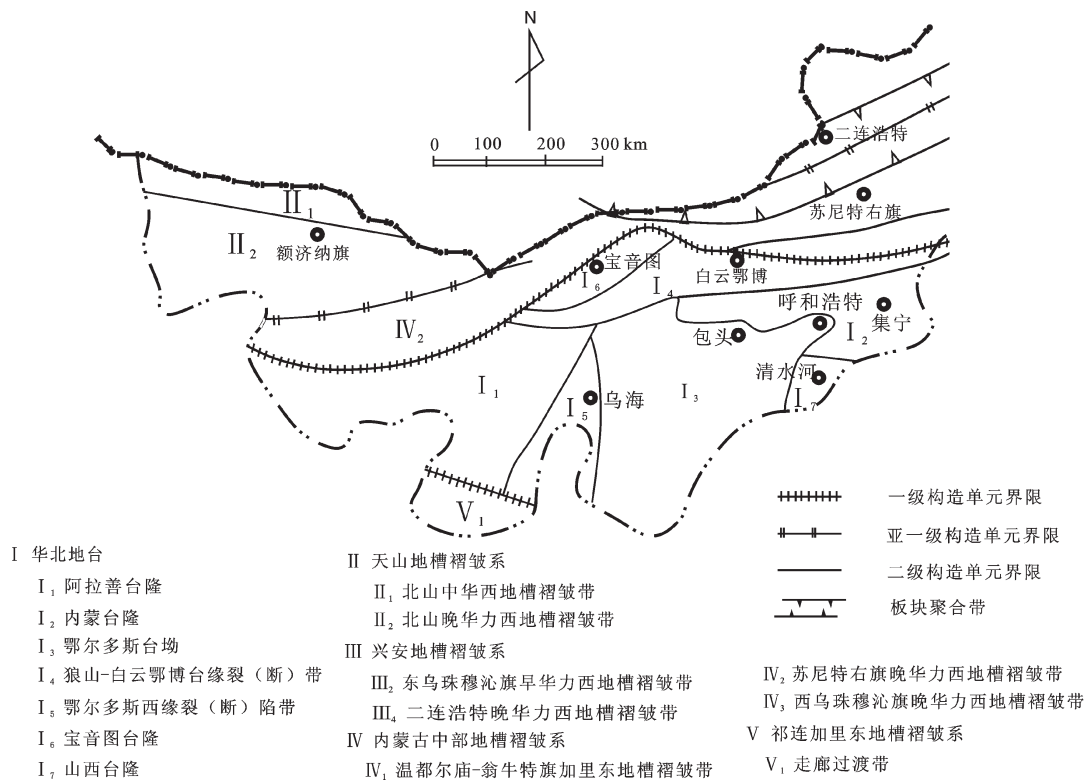 N
0 100 200 300 km
二连浩特
苏尼特右旗
Ⅱ₁
Ⅱ₂
额济纳旗
宝音图
Ⅰ₆
白云鄂博
Ⅰ₄
呼和浩特
集宁
Ⅳ₂
包头
Ⅰ₂
清水河
Ⅰ₁
Ⅰ₅
乌海
Ⅰ₃
Ⅰ₇
Ⅴ₁
一级构造单元界限
亚一级构造单元界限
二级构造单元界限
板块聚合带
Ⅰ 华北地台
Ⅰ₁ 阿拉善台隆
Ⅰ₂ 内蒙台隆
Ⅰ₃ 鄂尔多斯台坳
Ⅰ₄ 狼山-白云鄂博台缘裂（断）带
Ⅰ₅ 鄂尔多斯西缘裂（断）陷带
Ⅰ₆ 宝音图台隆
Ⅰ₇ 山西台隆
Ⅱ 天山地槽褶皱系
Ⅱ₁ 北山中华西地槽褶皱带
Ⅱ₂ 北山晚华力西地槽褶皱带
Ⅲ 兴安地槽褶皱系
Ⅲ₂ 东乌珠穆沁旗早华力西地槽褶皱带
Ⅲ₄ 二连浩特晚华力西地槽褶皱带
Ⅳ 内蒙古中部地槽褶皱系
Ⅳ₁ 温都尔庙-翁牛特旗加里东地槽褶皱带
Ⅳ₂ 苏尼特右旗晚华力西地槽褶皱带
Ⅳ₃ 西乌珠穆沁旗晚华力西地槽褶皱带
Ⅴ 祁连加里东地槽褶皱系
Ⅴ₁ 走廊过渡带